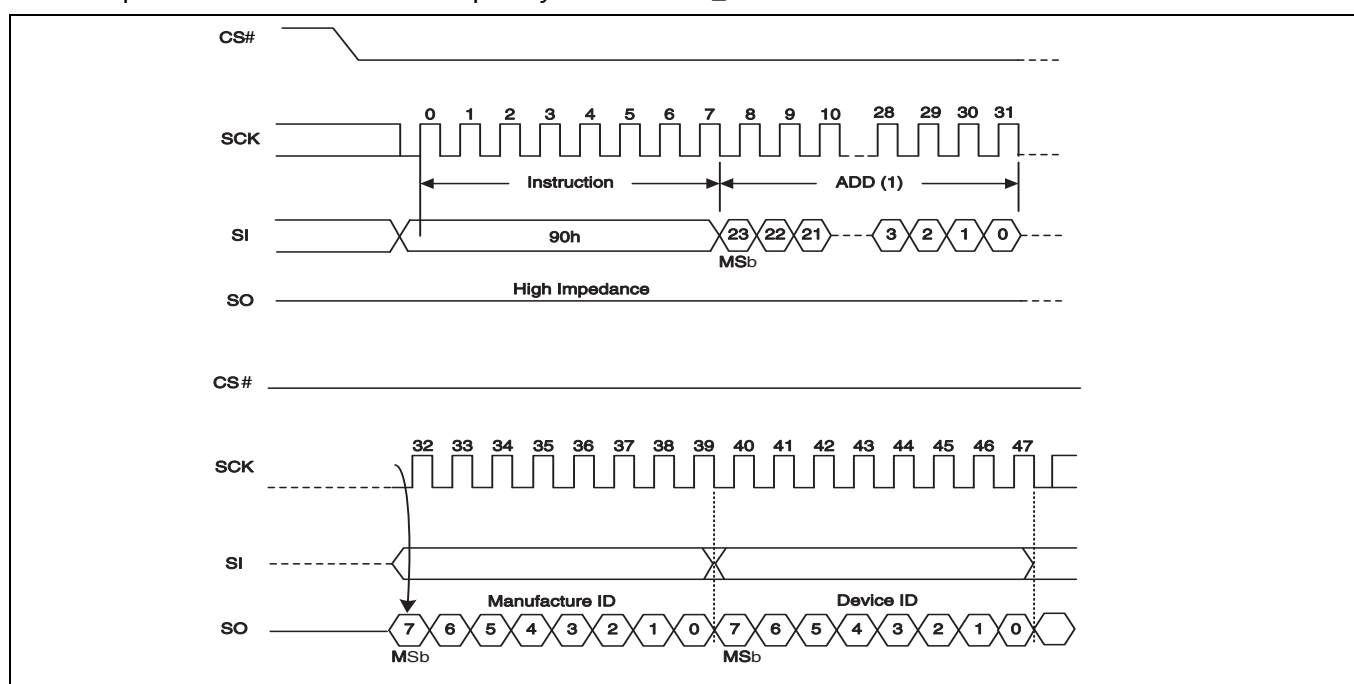 CS#
0 1 2 3 4 5 6 7 8 9 10 28 29 30 31
SCK
Instruction ADD (1)
SI 90h 23 22 21 3 2 1 0
MSb
High Impedance
SO
CS#
32 33 34 35 36 37 38 39 40 41 42 43 44 45 46 47
SCK
SI
Manufacture ID Device ID
SO 7 6 5 4 3 2 1 0 7 6 5 4 3 2 1 0
MSb MSb